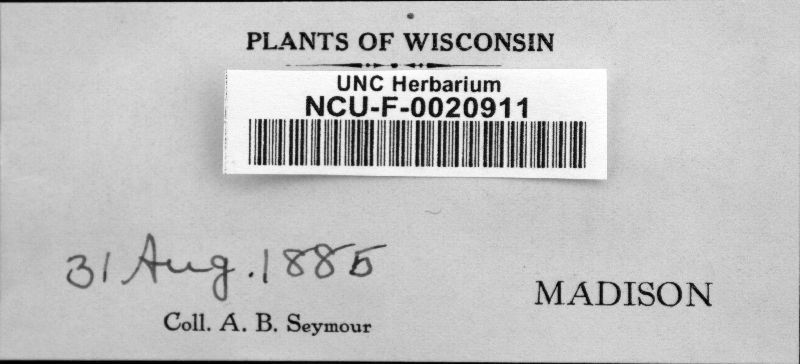 PLANTS OF WISCONSIN
UNC Herbarium
NCU-F-0020911
31 Aug. 1885
Coll. A. B. Seymour
MADISON